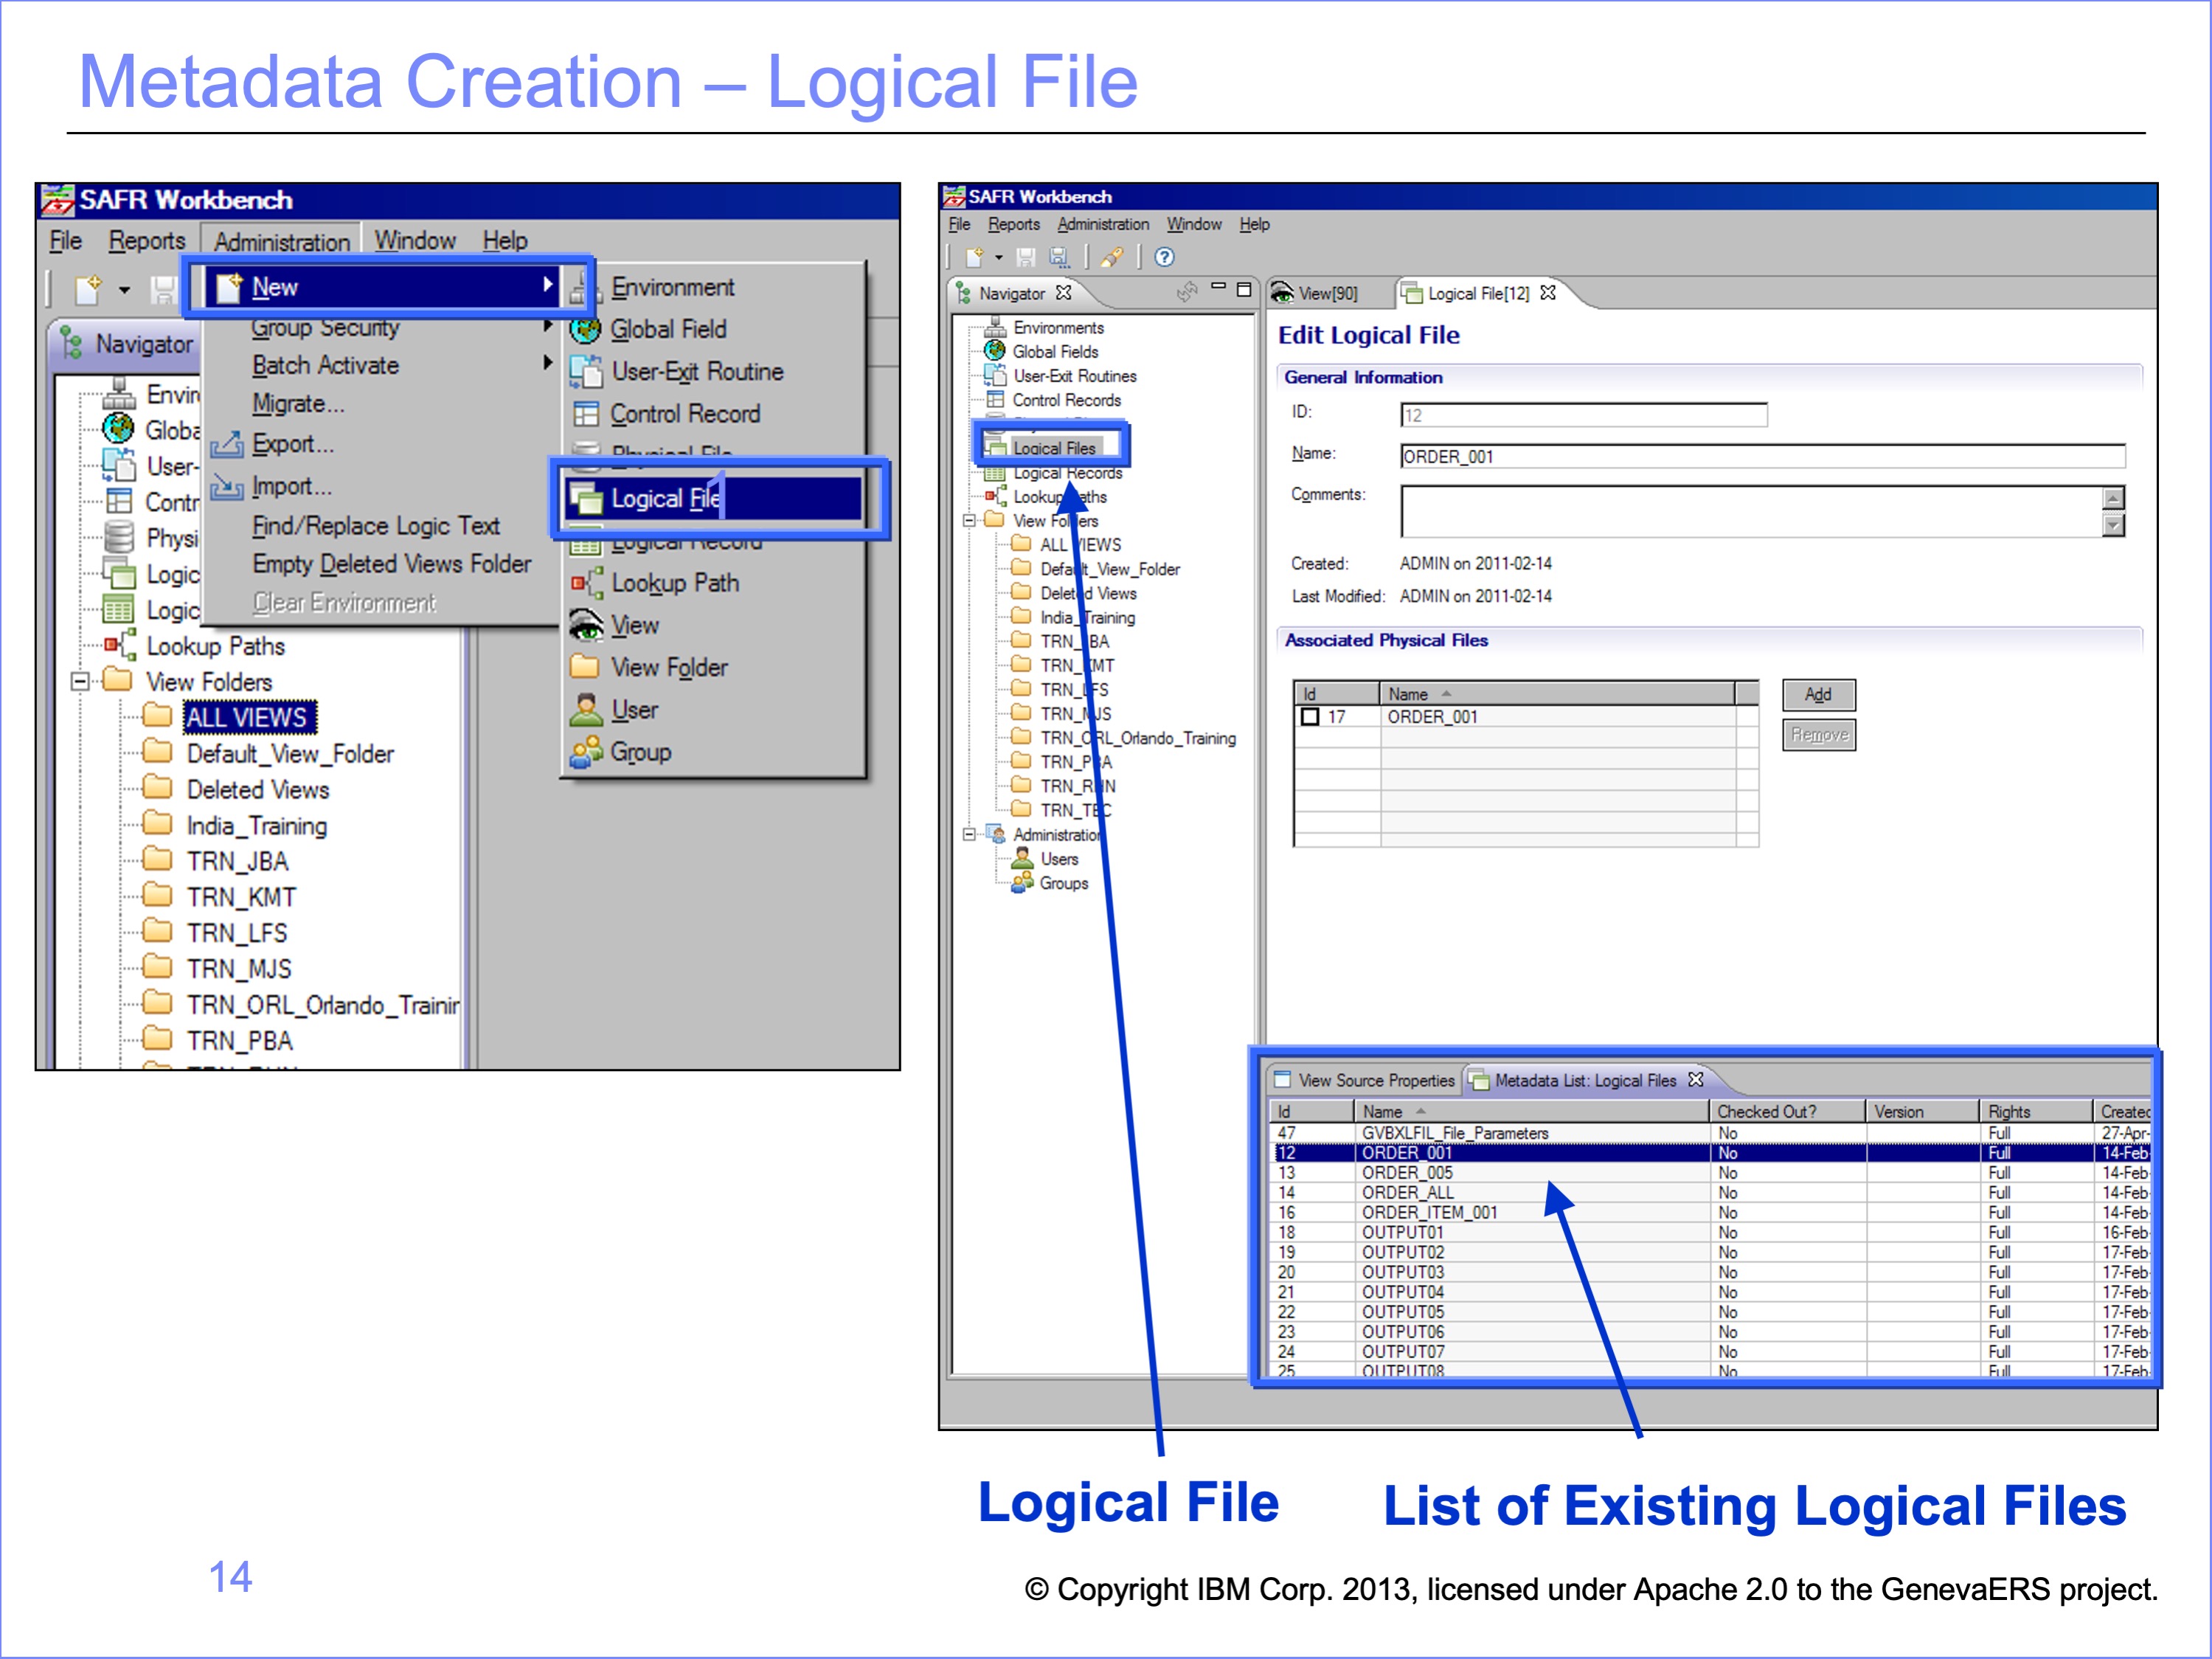 Metadata Creation – Logical File
SAFR Workbench
File Reports Administration Window Help
New
Group Security
Batch Activate
Migrate...
Export...
Import...
Find/Replace Logic Text
Empty Deleted Views Folder
Clear Environment
Environment
Global Field
User-Exit Routine
Control Record
Physical File
Logical File
1
Logical Record
Lookup Path
View
View Folder
User
Group
Navigator
Envir
Globa
User-
Contr
Physi
Logic
Logic
Lookup Paths
View Folders
ALL VIEWS
Default_View_Folder
Deleted Views
India_Training
TRN_JBA
TRN_KMT
TRN_LFS
TRN_MJS
TRN_ORL_Orlando_Trainir
TRN_PBA
SAFR Workbench
File Reports Administration Window Help
Navigator
Environments
Global Fields
User-Exit Routines
Control Records
Logical Files
Logical Records
Lookup Paths
View Folders
ALL VIEWS
Default_View_Folder
Deleted Views
India_Training
TRN_JBA
TRN_KMT
TRN_LFS
TRN_MJS
TRN_ORL_Orlando_Training
TRN_PBA
TRN_RHN
TRN_TEC
Administration
Users
Groups
View[90] Logical File[12]
Edit Logical File
General Information
ID: 12
Name: ORDER_001
Comments:
Created: ADMIN on 2011-02-14
Last Modified: ADMIN on 2011-02-14
Associated Physical Files
Id Name
17 ORDER_001
Add
Remove
View Source Properties Metadata List: Logical Files
Id Name Checked Out? Version Rights Created
47 GVBXLFIL_File_Parameters No Full 27-Apr-
12 ORDER_001 No Full 14-Feb-
13 ORDER_005 No Full 14-Feb-
14 ORDER_ALL No Full 14-Feb-
16 ORDER_ITEM_001 No Full 14-Feb-
18 OUTPUT01 No Full 16-Feb-
19 OUTPUT02 No Full 17-Feb-
20 OUTPUT03 No Full 17-Feb-
21 OUTPUT04 No Full 17-Feb-
22 OUTPUT05 No Full 17-Feb-
23 OUTPUT06 No Full 17-Feb-
24 OUTPUT07 No Full 17-Feb-
25 OUTPUT08 No Full 17-Feb-
Logical File
List of Existing Logical Files
14
© Copyright IBM Corp. 2013, licensed under Apache 2.0 to the GenevaERS project.